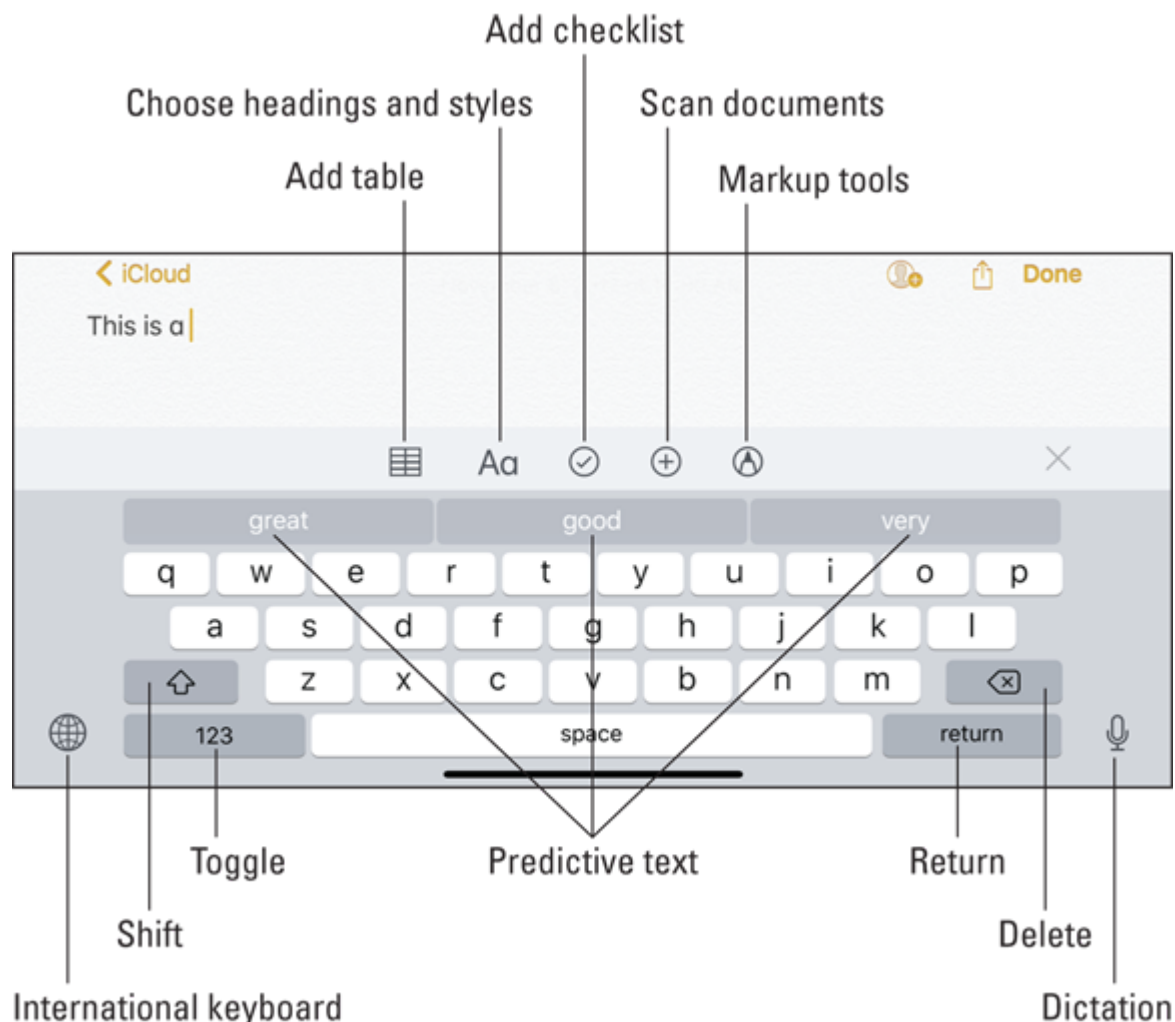 Add checklist
Choose headings and styles
Scan documents
Add table
Markup tools
iCloud
Done
This is a
Aa
great
good
very
q w e r t y u i o p
a s d f g h j k l
z x c v b n m
123
space
return
Toggle
Predictive text
Return
Shift
Delete
International keyboard
Dictation